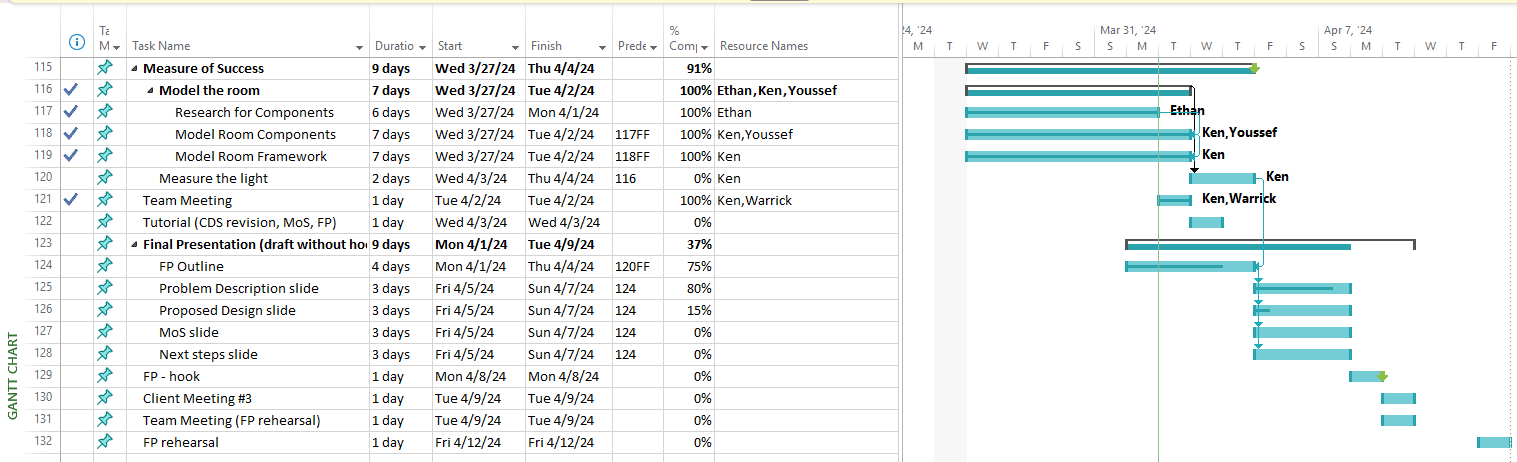 24, '24 Mar 31, '24 Apr 7, '24
Ta M Task Name Duratio Start Finish Prede % Comp Resource Names M T W T F S S M T W T F S S M T W T F
115 Measure of Success 9 days Wed 3/27/24 Thu 4/4/24 91%
116 Model the room 7 days Wed 3/27/24 Tue 4/2/24 100% Ethan,Ken,Youssef
117 Research for Components 6 days Wed 3/27/24 Mon 4/1/24 100% Ethan Ethan
118 Model Room Components 7 days Wed 3/27/24 Tue 4/2/24 117FF 100% Ken,Youssef Ken,Youssef
119 Model Room Framework 7 days Wed 3/27/24 Tue 4/2/24 118FF 100% Ken Ken
120 Measure the light 2 days Wed 4/3/24 Thu 4/4/24 116 0% Ken Ken
121 Team Meeting 1 day Tue 4/2/24 Tue 4/2/24 100% Ken,Warrick Ken,Warrick
122 Tutorial (CDS revision, MoS, FP) 1 day Wed 4/3/24 Wed 4/3/24 0%
123 Final Presentation (draft without hoo 9 days Mon 4/1/24 Tue 4/9/24 37%
124 FP Outline 4 days Mon 4/1/24 Thu 4/4/24 120FF 75%
125 Problem Description slide 3 days Fri 4/5/24 Sun 4/7/24 124 80%
126 Proposed Design slide 3 days Fri 4/5/24 Sun 4/7/24 124 15%
127 MoS slide 3 days Fri 4/5/24 Sun 4/7/24 124 0%
128 Next steps slide 3 days Fri 4/5/24 Sun 4/7/24 124 0%
129 FP - hook 1 day Mon 4/8/24 Mon 4/8/24 0%
130 Client Meeting #3 1 day Tue 4/9/24 Tue 4/9/24 0%
131 Team Meeting (FP rehearsal) 1 day Tue 4/9/24 Tue 4/9/24 0%
132 FP rehearsal 1 day Fri 4/12/24 Fri 4/12/24 0%
GANTT CHART